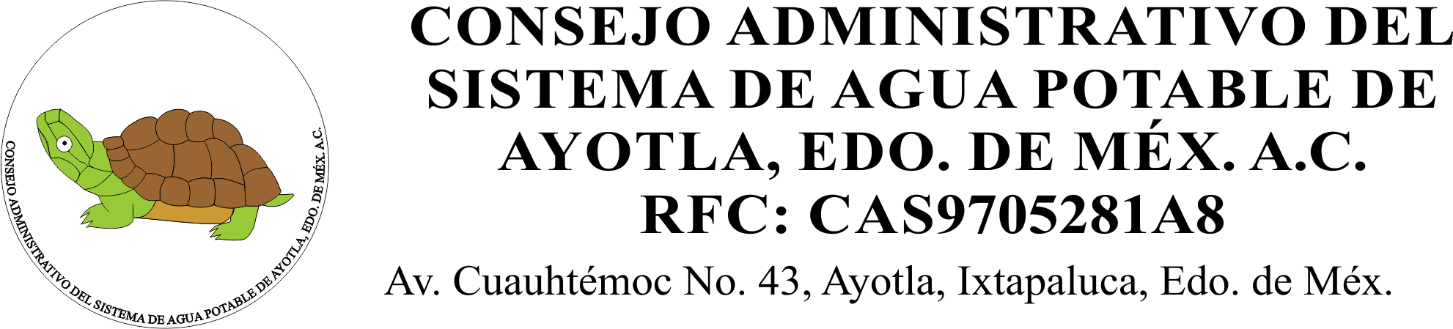 CONSEJO ADMINISTRATIVO DEL
SISTEMA DE AGUA POTABLE DE
AYOTLA, EDO. DE MÉX. A.C.
RFC: CAS9705281A8
Av. Cuauhtémoc No. 43, Ayotla, Ixtapaluca, Edo. de Méx.
CONSEJO ADMINISTRATIVO DEL SISTEMA DE AGUA POTABLE DE AYOTLA, EDO. DE MÉX. A.C.